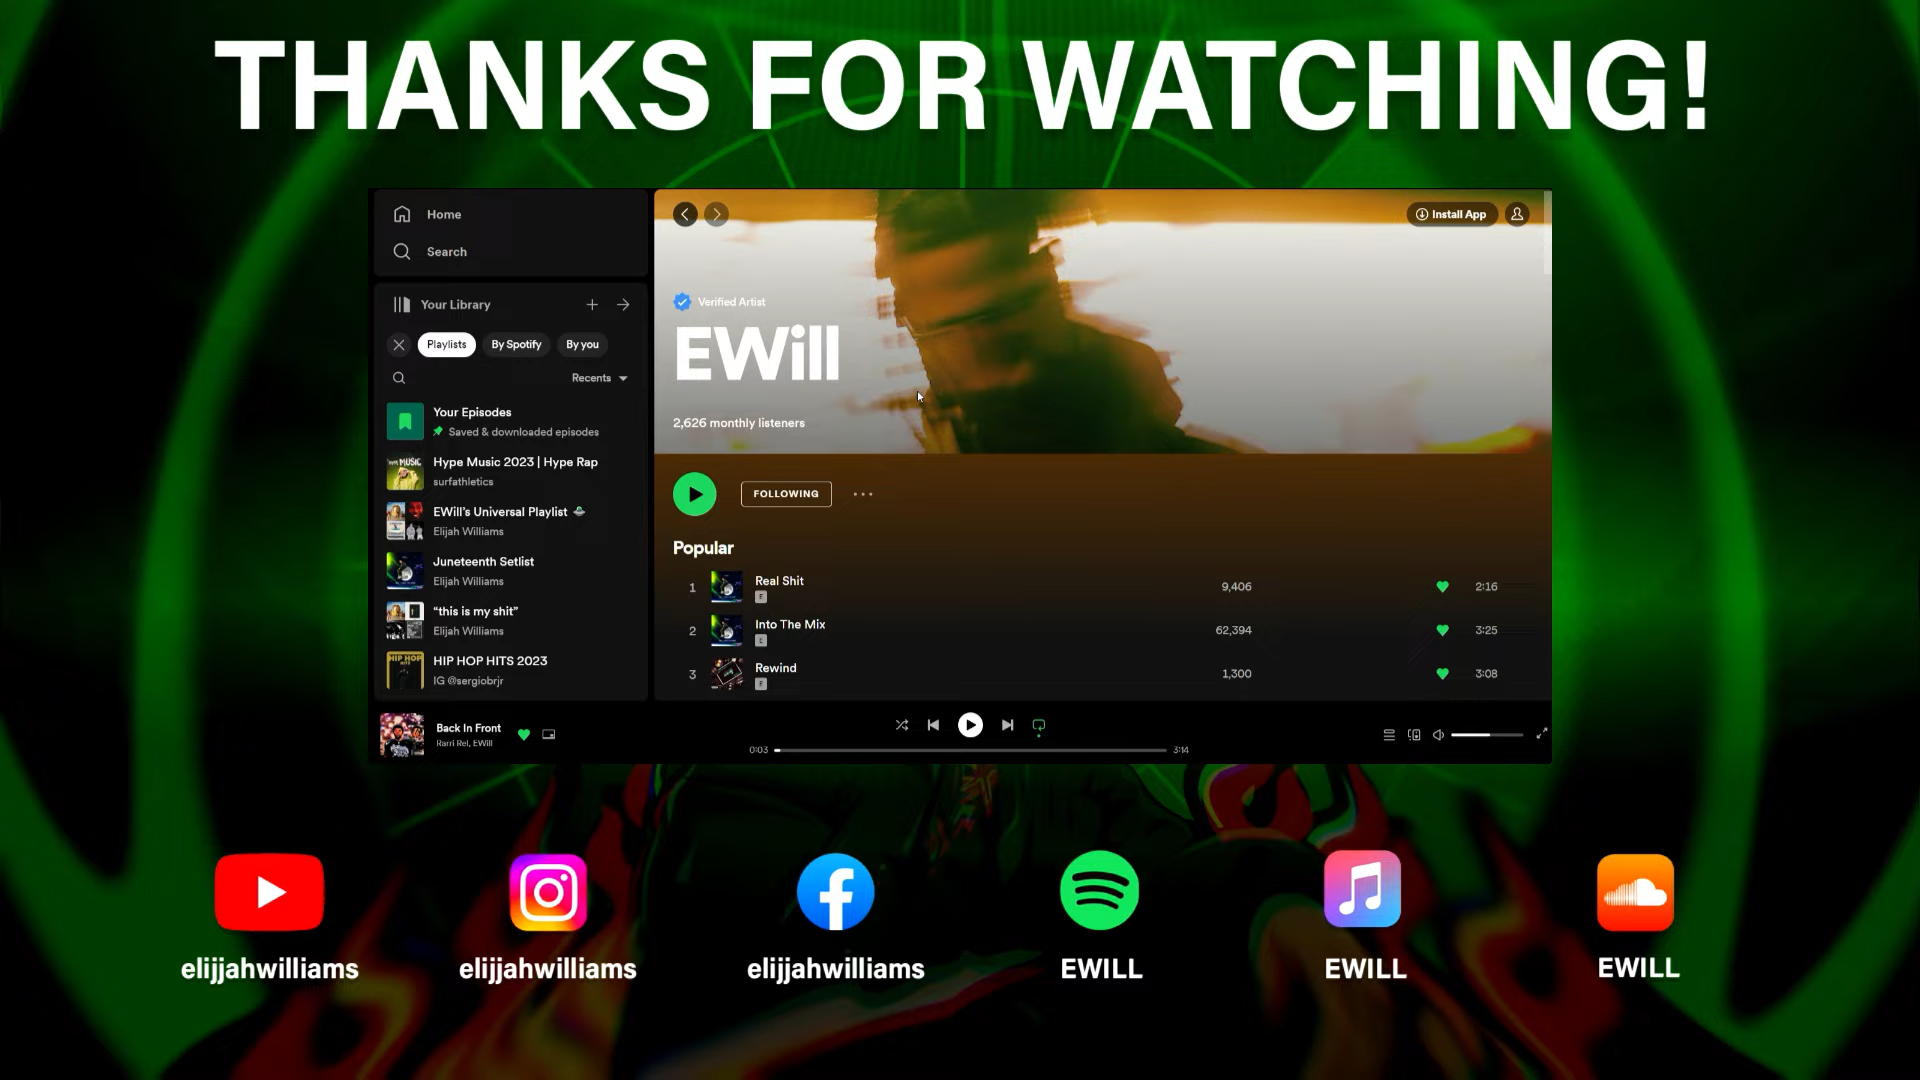 THANKS FOR WATCHING!
Home
Search
Your Library
Playlists
By Spotify
By you
Recents
Your Episodes
Saved & downloaded episodes
Hype Music 2023 | Hype Rap
surfathletics
EWill's Universal Playlist
Elijah Williams
Juneteenth Setlist
Elijah Williams
"this is my shit"
Elijah Williams
HIP HOP HITS 2023
IG @sergiobrjr
Install App
Verified Artist
EWill
2,626 monthly listeners
FOLLOWING
Popular
1 Real Shit 9,406 2:16
E
2 Into The Mix 62,394 3:25
E
3 Rewind 1,300 3:08
E
Back In Front
Rarri Rel, EWill
0:03 3:14
elijjahwilliams elijjahwilliams elijjahwilliams EWILL EWILL EWILL